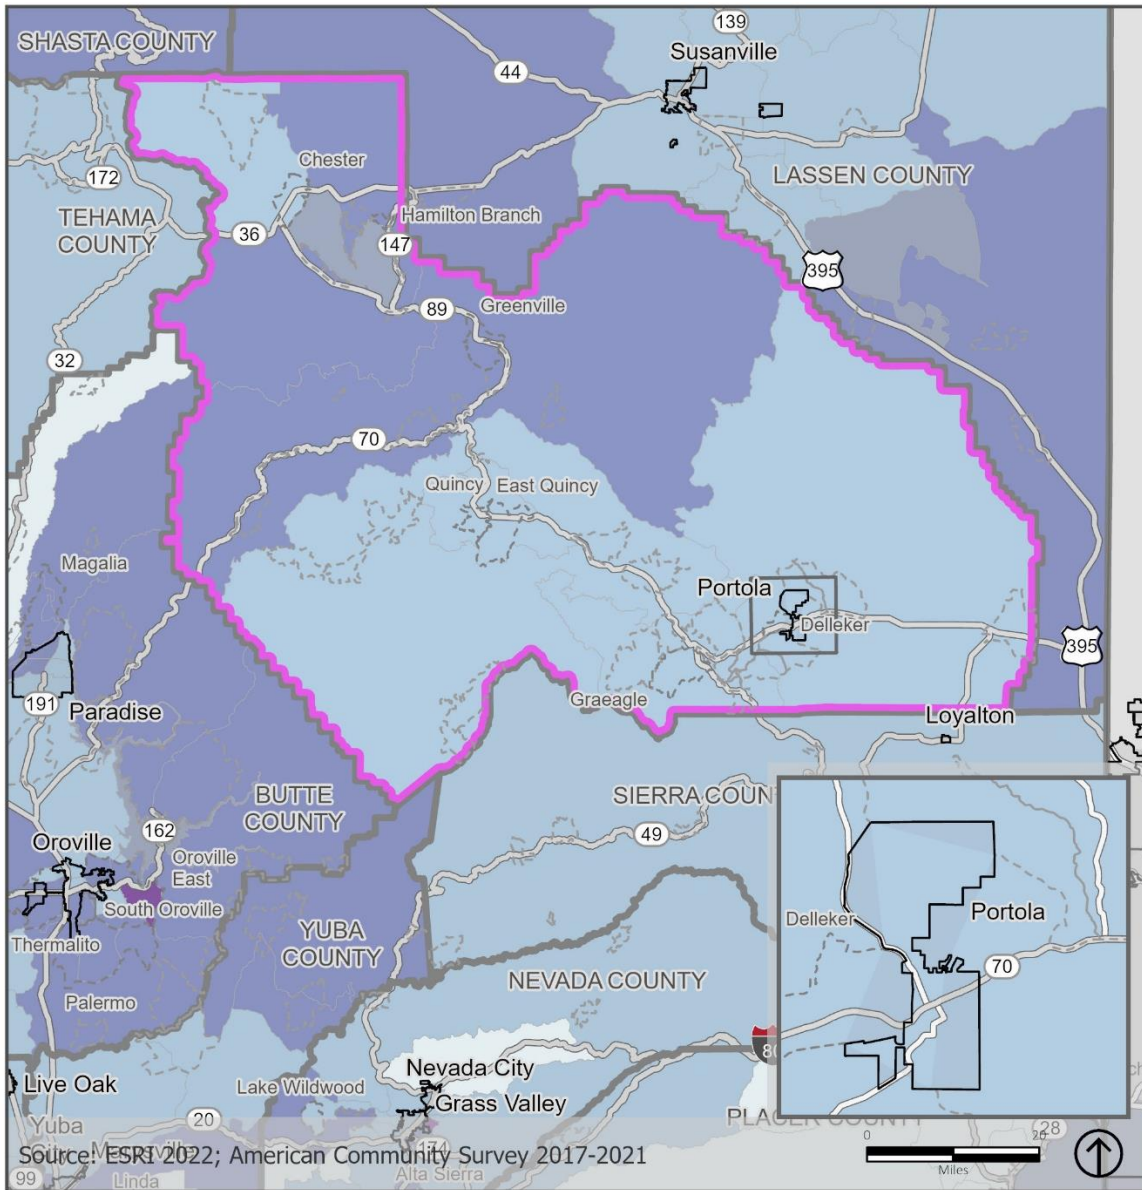 139
SHASTA COUNTY
Susanville
44
Chester
172
LASSEN COUNTY
TEHAMA
COUNTY
Hamilton Branch
36
147
395
Greenville
89
32
70
Quincy
East Quincy
Magalia
Portola
Delleker
395
191
Graeagle
Paradise
Loyalton
BUTTE
COUNTY
SIERRA COUN
162
49
Oroville
Oroville
East
South Oroville
Portola
Delleker
YUBA
COUNTY
Thermalito
70
NEVADA COUNTY
Palermo
80
Nevada City
Live Oak
Lake Wildwood
Grass Valley
20
PLACER COUNTY
Yuba
City
Marysville
174
28
0
20
Source: ESRI 2022; American Community Survey 2017-2021
Miles
99
Linda
Alta Sierra